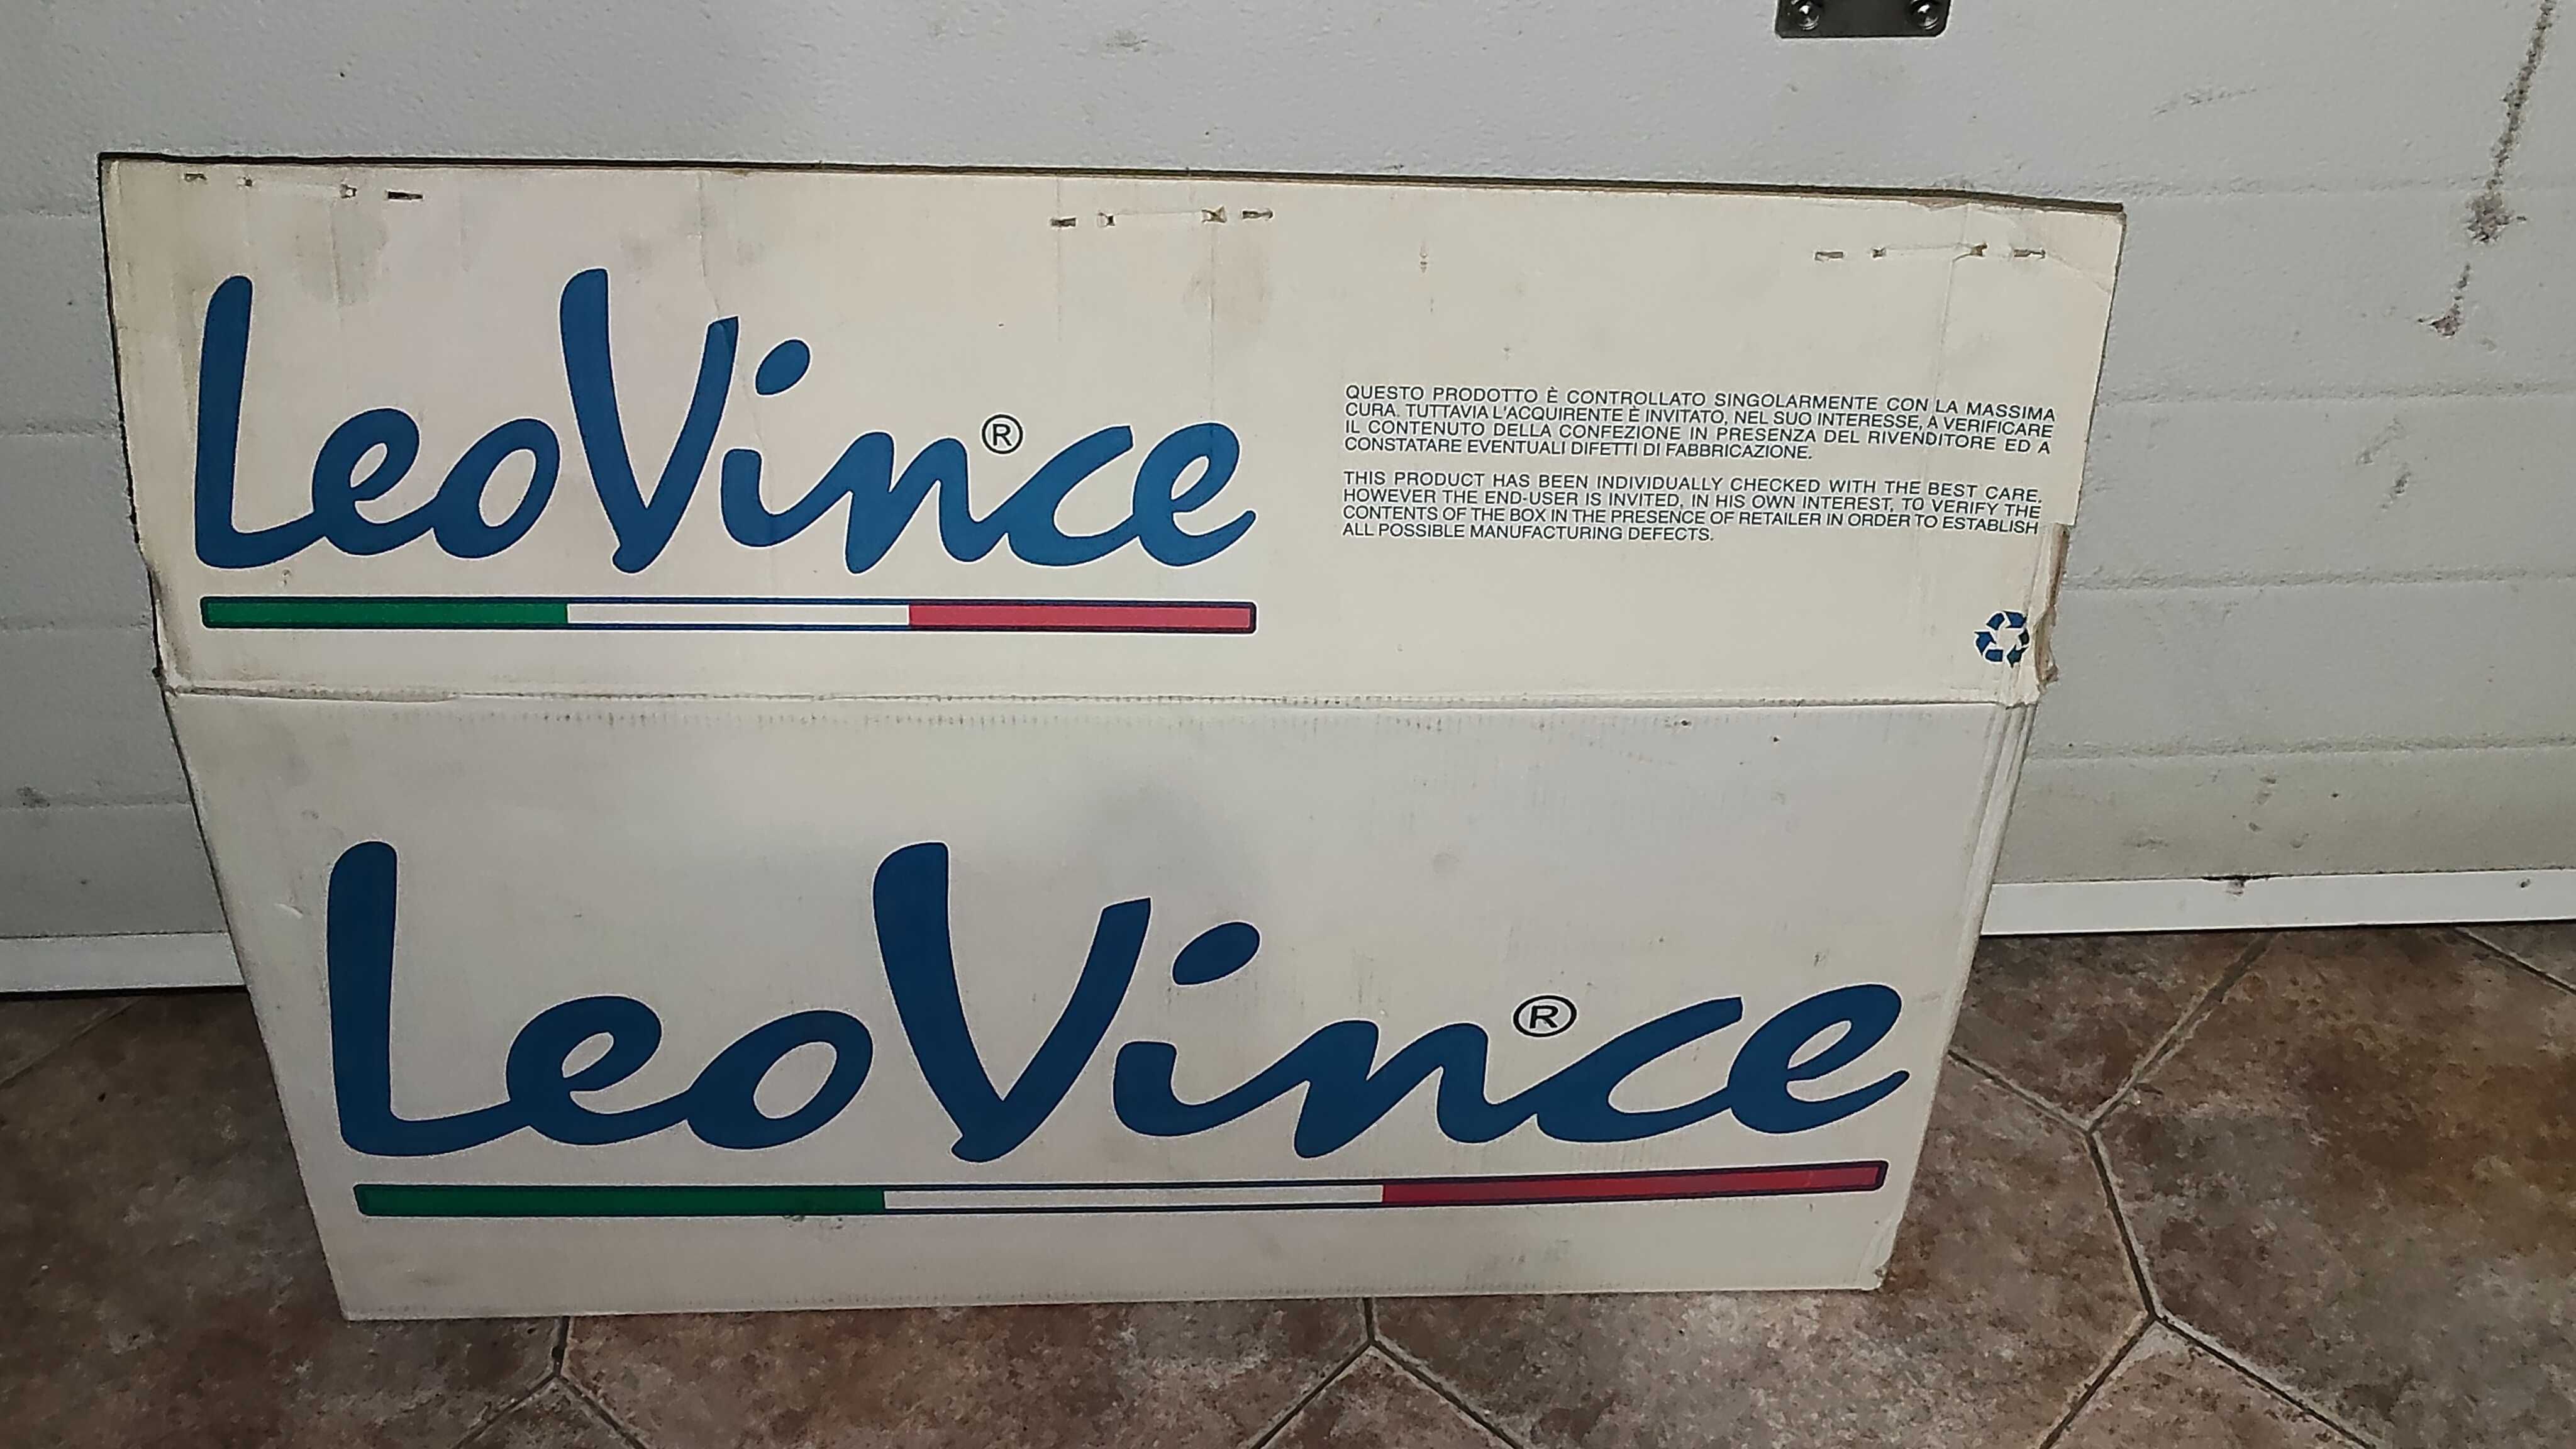 LeoVince®
QUESTO PRODOTTO È CONTROLLATO SINGOLARMENTE CON LA MASSIMA
CURA. TUTTAVIA L'ACQUIRENTE È INVITATO, NEL SUO INTERESSE, A VERIFICARE
IL CONTENUTO DELLA CONFEZIONE IN PRESENZA DEL RIVENDITORE ED A
CONSTATARE EVENTUALI DIFETTI DI FABBRICAZIONE.
THIS PRODUCT HAS BEEN INDIVIDUALLY CHECKED WITH THE BEST CARE.
HOWEVER THE END-USER IS INVITED, IN HIS OWN INTEREST, TO VERIFY THE
CONTENTS OF THE BOX IN THE PRESENCE OF RETAILER IN ORDER TO ESTABLISH
ALL POSSIBLE MANUFACTURING DEFECTS.
LeoVince®